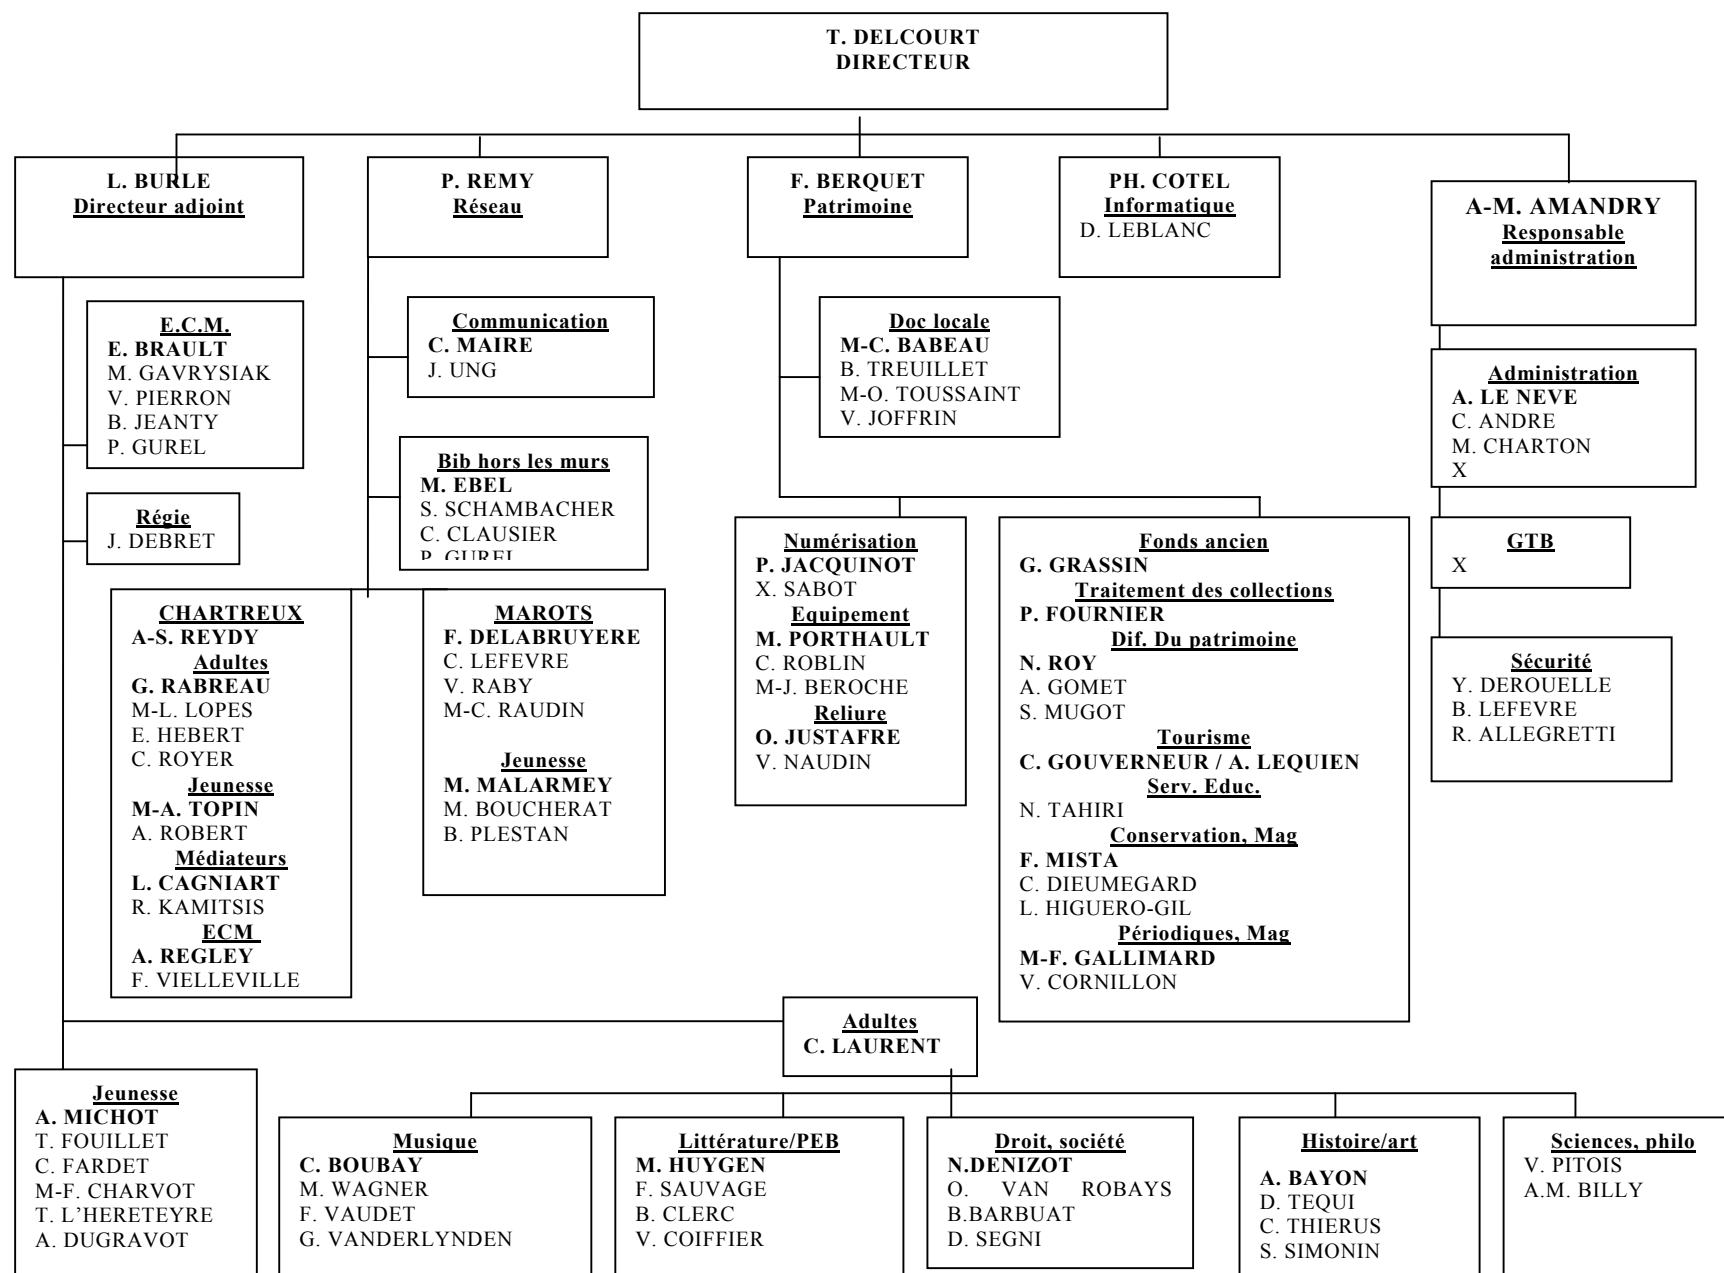 T. DELCOURT
DIRECTEUR
L. BURLE
Directeur adjoint
P. REMY
Réseau
F. BERQUET
Patrimoine
PH. COTEL
Informatique
D. LEBLANC
A-M. AMANDRY
Responsable
administration
E.C.M.
E. BRAULT
M. GAVRYSIAK
V. PIERRON
B. JEANTY
P. GUREL
Communication
C. MAIRE
J. UNG
Doc locale
M-C. BABEAU
B. TREUILLET
M-O. TOUSSAINT
V. JOFFRIN
Administration
A. LE NEVE
C. ANDRE
M. CHARTON
X
Régie
J. DEBRET
Bib hors les murs
M. EBEL
S. SCHAMBACHER
C. CLAUSIER
P. GUREL
Numérisation
P. JACQUINOT
X. SABOT
Equipement
M. PORTHAULT
C. ROBLIN
M-J. BEROCHE
Reliure
O. JUSTAFRE
V. NAUDIN
Fonds ancien
G. GRASSIN
Traitement des collections
P. FOURNIER
Dif. Du patrimoine
N. ROY
A. GOMET
S. MUGOT
Tourisme
C. GOUVERNEUR / A. LEQUIEN
Serv. Educ.
N. TAHIRI
Conservation, Mag
F. MISTA
C. DIEUMEGARD
L. HIGUERO-GIL
Périodiques, Mag
M-F. GALLIMARD
V. CORNILLON
GTB
X
Sécurité
Y. DEROUELLE
B. LEFEVRE
R. ALLEGRETTI
CHARTREUX
A-S. REYDY
Adultes
G. RABREAU
M-L. LOPES
E. HEBERT
C. ROYER
Jeunesse
M-A. TOPIN
A. ROBERT
Médiateurs
L. CAGNIART
R. KAMITSIS
ECM
A. REGLEY
F. VIELLEVILLE
MAROTS
F. DELABRUYERE
C. LEFEVRE
V. RABY
M-C. RAUDIN
Jeunesse
M. MALARMEY
M. BOUCHERAT
B. PLESTAN
Adultes
C. LAURENT
Jeunesse
A. MICHOT
T. FOUILLET
C. FARDET
M-F. CHARVOT
T. L'HERETEYRE
A. DUGRAVOT
Musique
C. BOUBAY
M. WAGNER
F. VAUDET
G. VANDERLYNDEN
Littérature/PEB
M. HUYGEN
F. SAUVAGE
B. CLERC
V. COIFFIER
Droit, société
N.DENIZOT
O. VAN ROBAYS
B.BARBUAT
D. SEGNI
Histoire/art
A. BAYON
D. TEQUI
C. THIERUS
S. SIMONIN
Sciences, philo
V. PITOIS
A.M. BILLY